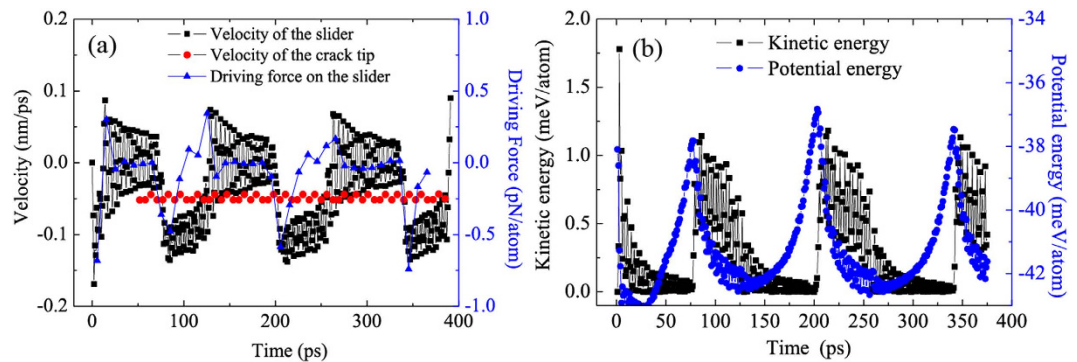 (a)
Velocity of the slider
Velocity of the crack tip
Driving force on the slider
Velocity (nm/ps)
0.2
0.1
0.0
-0.1
-0.2
0
100
200
300
400
Time (ps)
1.0
0.5
0.0
-0.5
-1.0
Driving Force (pN/atom)
(b)
Kinetic energy
Potential energy
Kinetic energy (meV/atom)
2.0
1.5
1.0
0.5
0.0
0
50
100
150
200
250
300
350
400
Time (ps)
-34
-36
-38
-40
-42
Potential energy
(meV/atom)